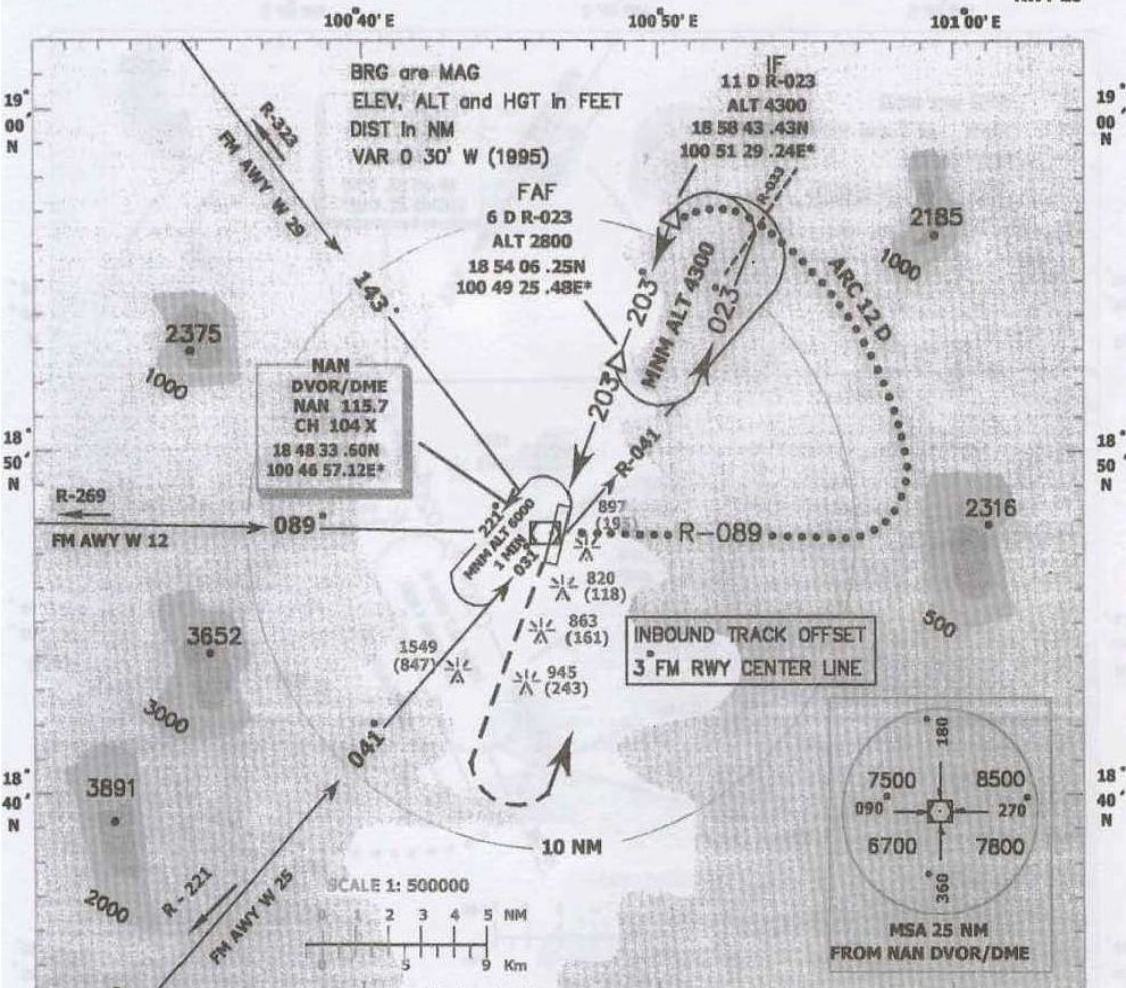 100°40' E
100°50' E
101°00' E
19°
00'
N
19°
00'
N
BRG are MAG
ELEV, ALT and HGT in FEET
DIST in NM
VAR 0 30' W (1995)
IF
11 D R-023
ALT 4300
18 58 43 .43N
100 51 29 .24E*
FAF
6 D R-023
ALT 2800
18 54 06 .25N
100 49 25 .48E*
R-323
FM AWY W 29
143°
R-033
2185
1000
203°
MNM ALT 4300
023°
ARC 12 D
2375
1000
NAN
DVOR/DME
NAN 115.7
CH 104 X
18 48 33 .60N
100 46 57.12E*
203°
R-041
18°
50'
N
18°
50'
N
R-269
FM AWY W 12
089°
221°
MNM ALT 6000
1 MIN
031°
897
(195)
R-089
2316
500
820
(118)
863
(161)
945
(243)
1549
(847)
INBOUND TRACK OFFSET
3° FM RWY CENTER LINE
3652
3000
041°
3891
2000
18°
40'
N
18°
40'
N
R - 221
FM AWY W 25
10 NM
SCALE 1: 500000
0 1 2 3 4 5 NM
0 5 9 Km
180°
7500
8500
090°
270°
6700
7800
360°
MSA 25 NM
FROM NAN DVOR/DME